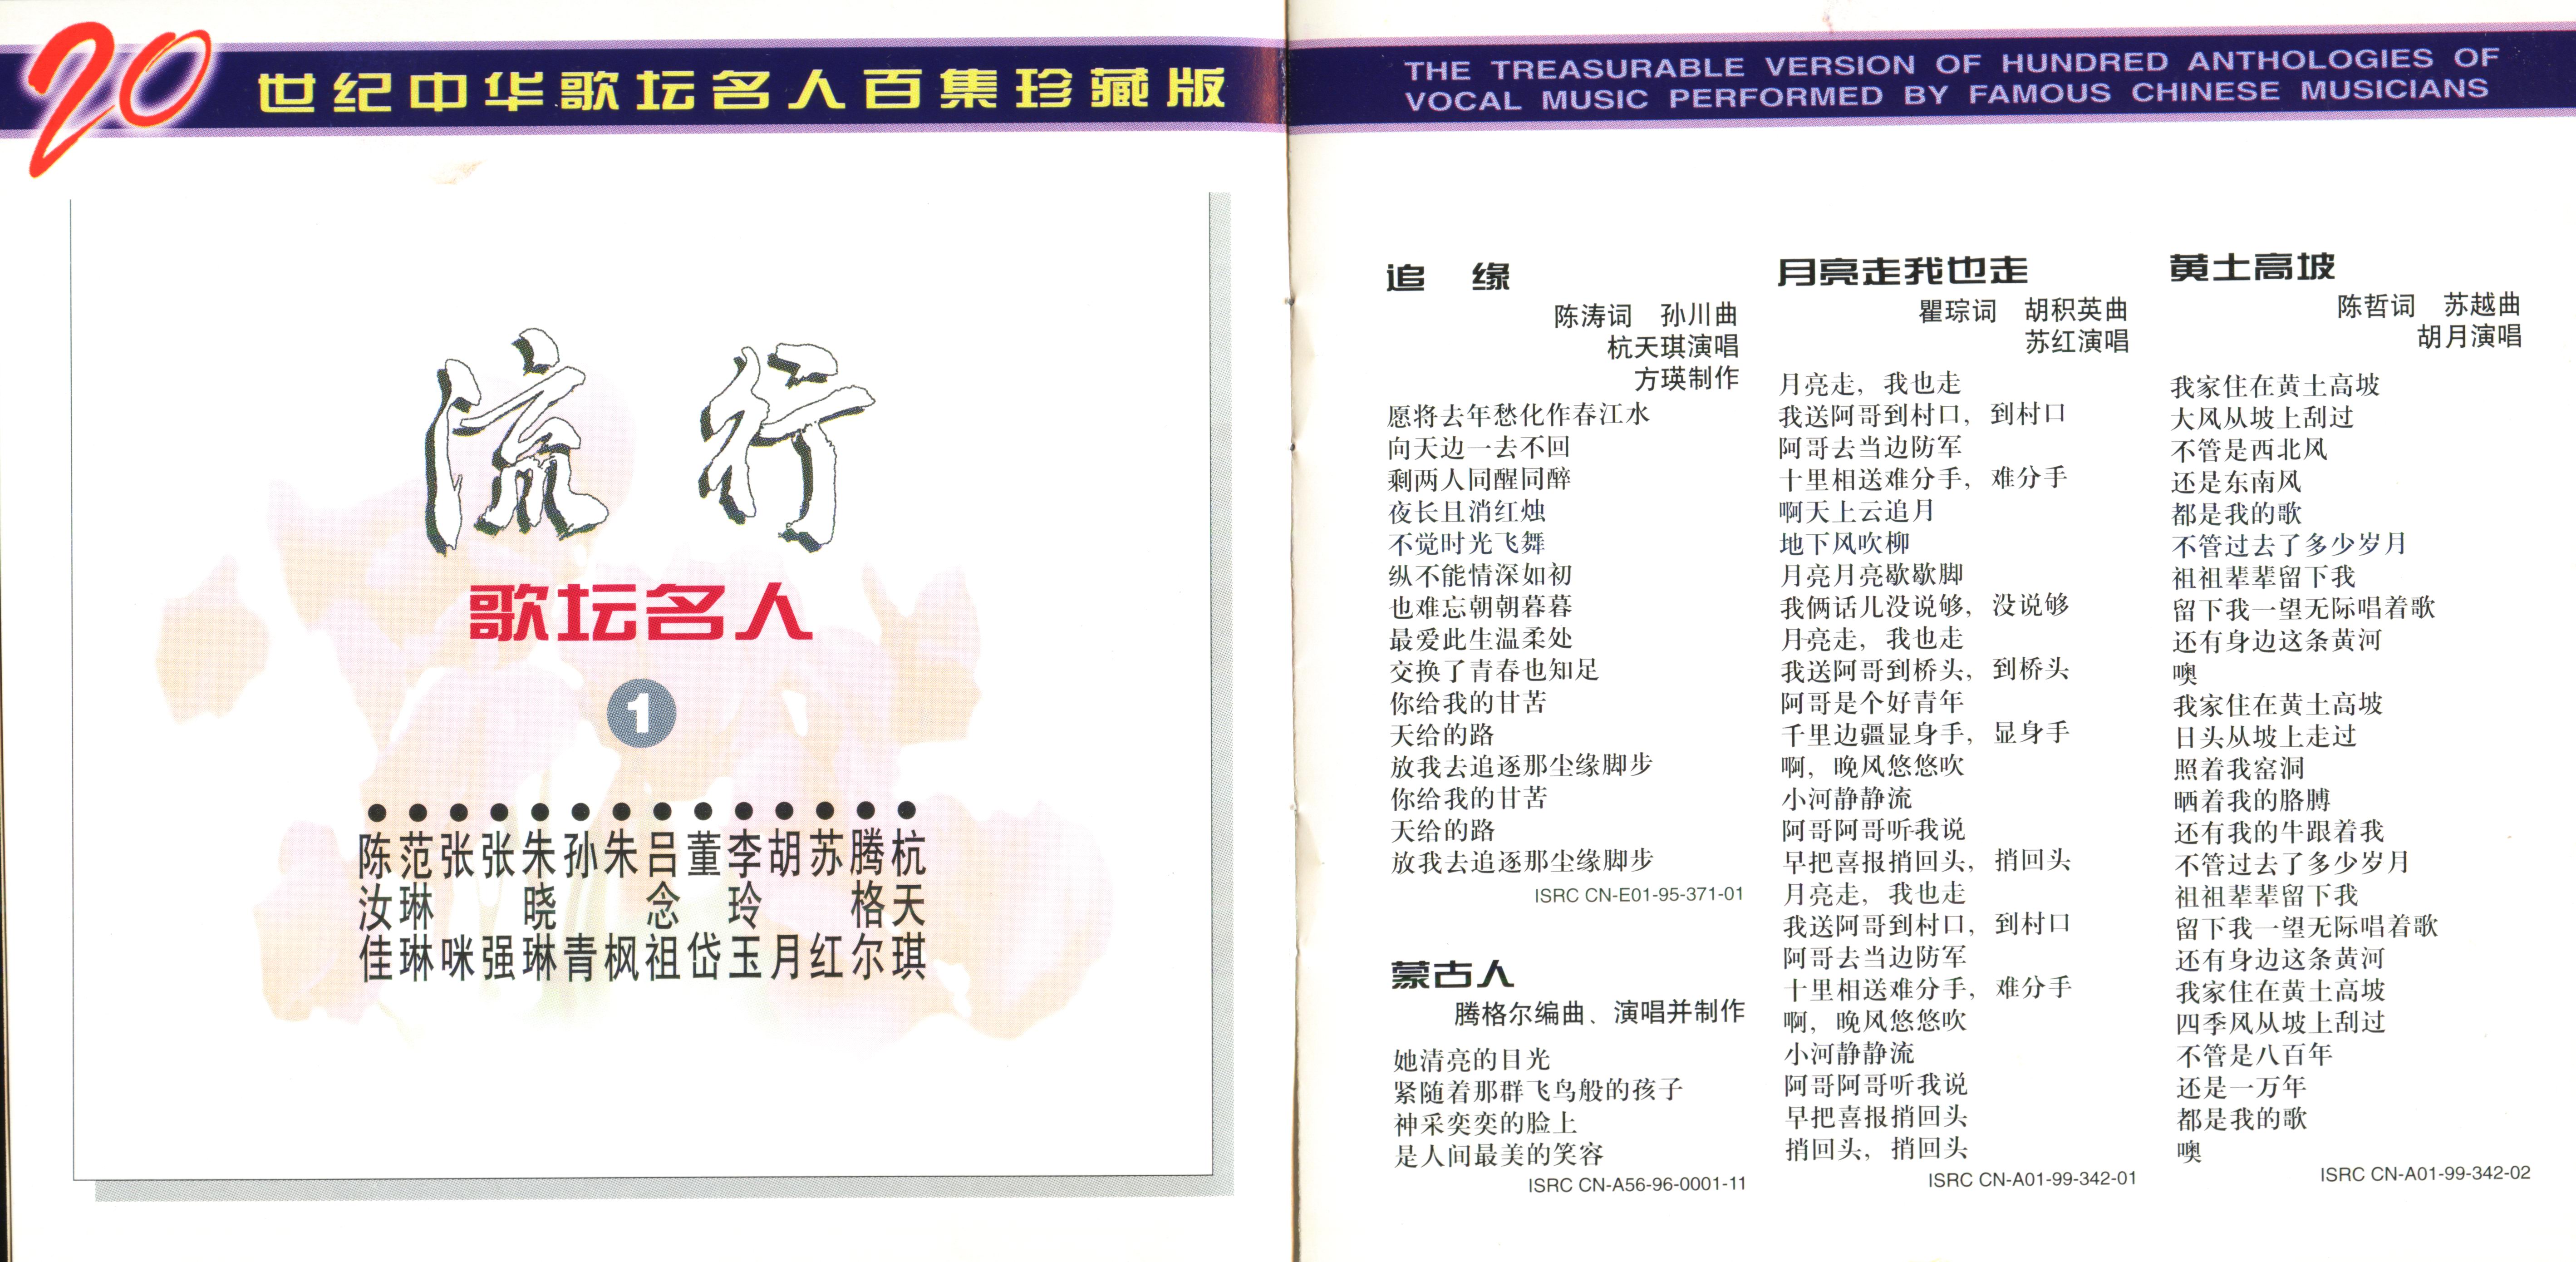 20世纪中华歌坛名人百集珍藏版
流行
歌坛名人
1
杭天琪
腾格尔
苏红
胡月
李玲玉
董岱
吕念祖
朱枫
孙青
朱晓琳
张强
张咪
范琳琳
陈汝佳
THE TREASURABLE VERSION OF HUNDRED ANTHOLOGIES OF
VOCAL MUSIC PERFORMED BY FAMOUS CHINESE MUSICIANS
追 缘
陈涛词 孙川曲
杭天琪演唱
方瑛制作
愿将去年愁化作春江水
向天边一去不回
剩两人同醒同醉
夜长且消红烛
不觉时光飞舞
纵不能情深如初
也难忘朝朝暮暮
最爱此生温柔处
交换了青春也知足
你给我的甘苦
天给的路
放我去追逐那尘缘脚步
你给我的甘苦
天给的路
放我去追逐那尘缘脚步
ISRC CN-E01-95-371-01
蒙古人
腾格尔编曲、演唱并制作
她清亮的目光
紧随着那群飞鸟般的孩子
神采奕奕的脸上
是人间最美的笑容
ISRC CN-A56-96-0001-11
月亮走我也走
瞿琮词 胡积英曲
苏红演唱
月亮走，我也走
我送阿哥到村口，到村口
阿哥去当边防军
十里相送难分手，难分手
啊天上云追月
地下风吹柳
月亮月亮歇歇脚
我俩话儿没说够，没说够
月亮走，我也走
我送阿哥到桥头，到桥头
阿哥是个好青年
千里边疆显身手，显身手
啊，晚风悠悠吹
小河静静流
阿哥阿哥听我说
早把喜报捎回头，捎回头
月亮走，我也走
我送阿哥到村口，到村口
阿哥去当边防军
十里相送难分手，难分手
啊，晚风悠悠吹
小河静静流
阿哥阿哥听我说
早把喜报捎回头
捎回头，捎回头
ISRC CN-A01-99-342-01
黄土高坡
陈哲词 苏越曲
胡月演唱
我家住在黄土高坡
大风从坡上刮过
不管是西北风
还是东南风
都是我的歌
不管过去了多少岁月
祖祖辈辈留下我
留下我一望无际唱着歌
还有身边这条黄河
噢
我家住在黄土高坡
日头从坡上走过
照着我窑洞
晒着我的胳膊
还有我的牛跟着我
不管过去了多少岁月
祖祖辈辈留下我
留下我一望无际唱着歌
还有身边这条黄河
我家住在黄土高坡
四季风从坡上刮过
不管是八百年
还是一万年
都是我的歌
噢
ISRC CN-A01-99-342-02